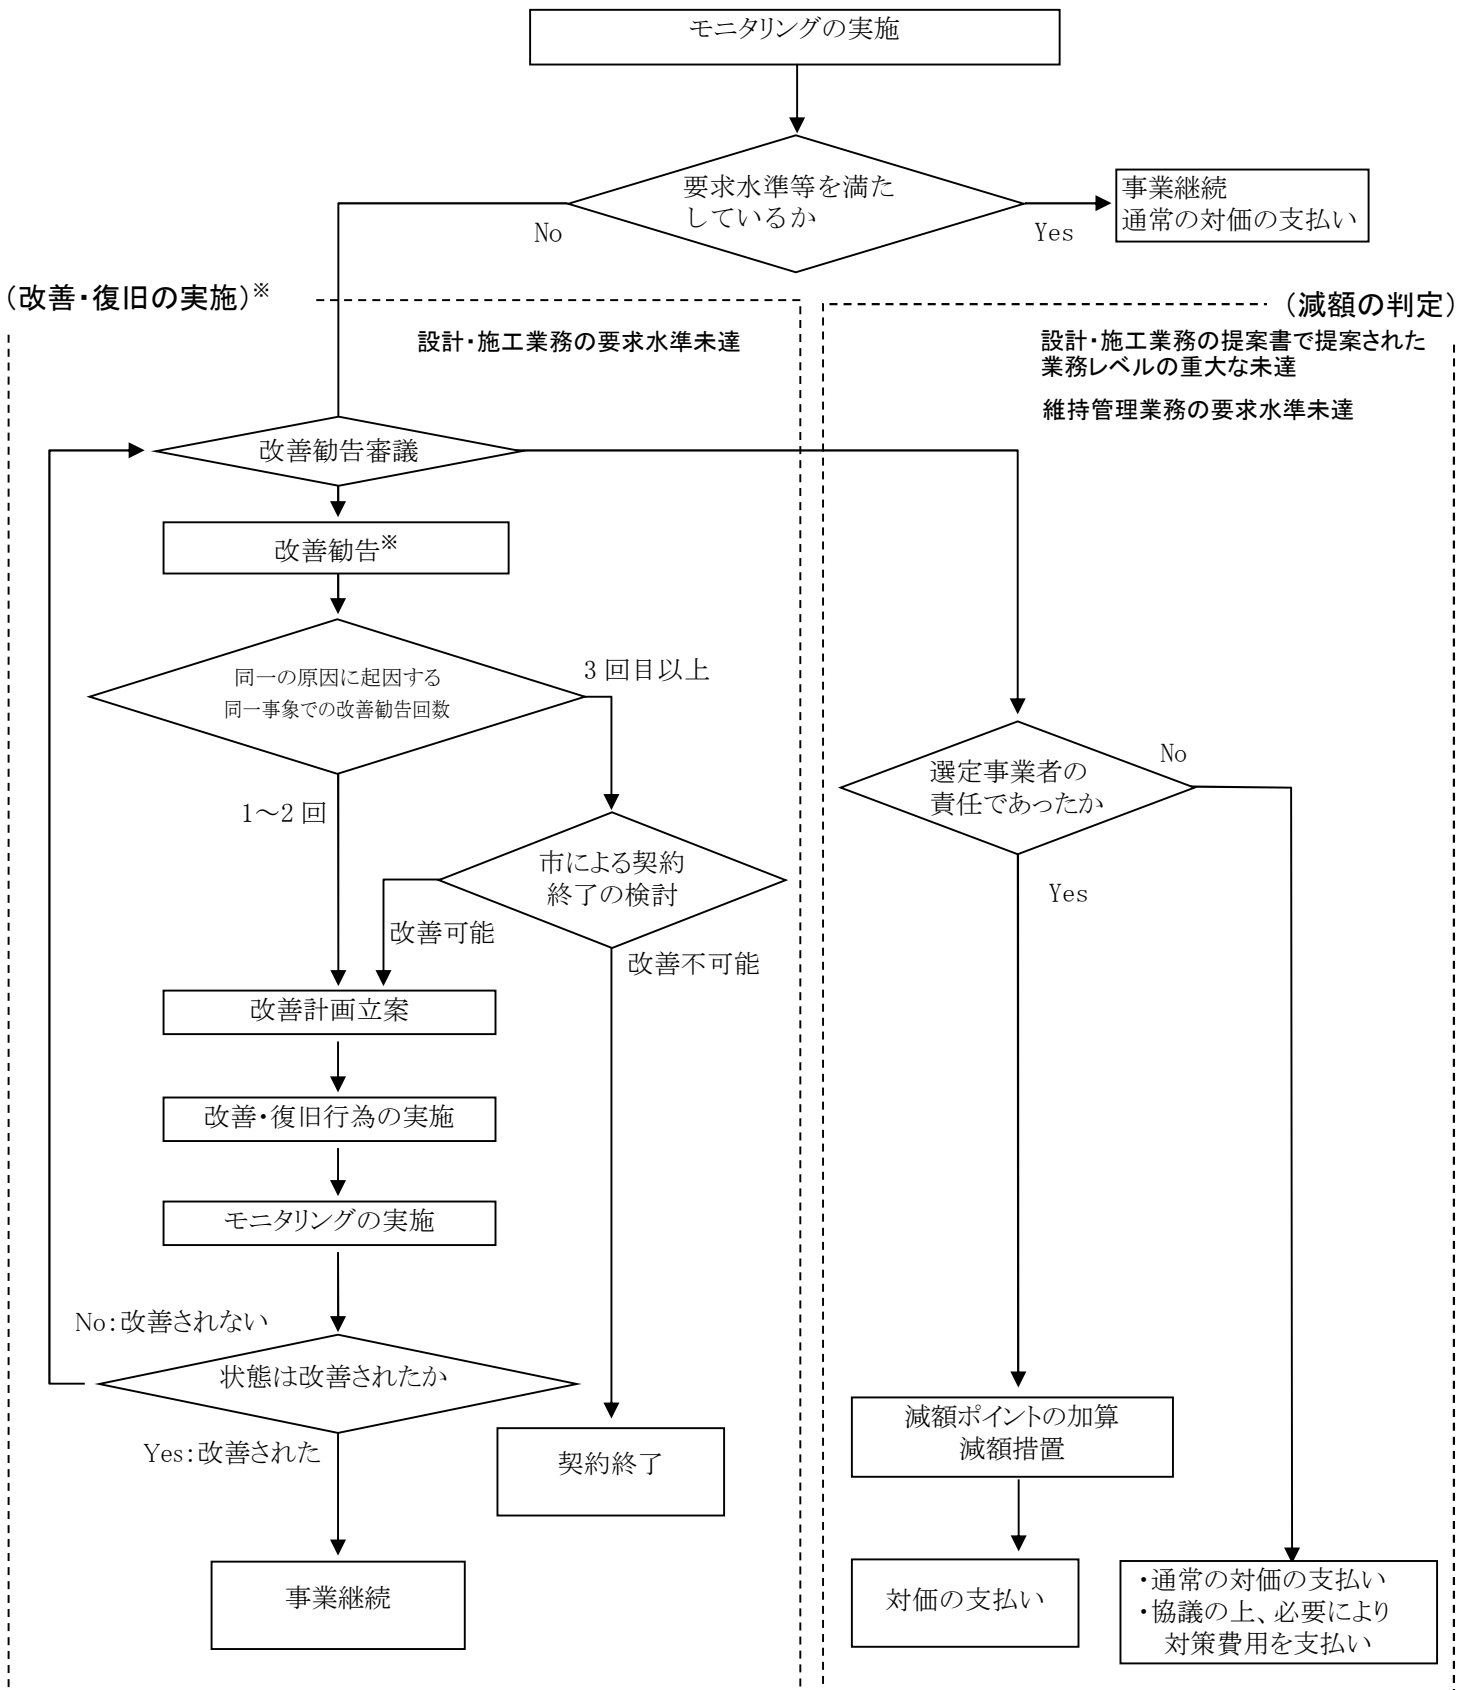 モニタリングの実施
要求水準等を満た
しているか
No
Yes
事業継続
通常の対価の支払い
(改善・復旧の実施)※
設計・施工業務の要求水準未達
(減額の判定)
設計・施工業務の提案書で提案された
業務レベルの重大な未達
維持管理業務の要求水準未達
改善勧告審議
改善勧告※
同一の原因に起因する
同一事象での改善勧告回数
3回目以上
1～2回
市による契約
終了の検討
改善可能
改善不可能
改善計画立案
改善・復旧行為の実施
モニタリングの実施
No:改善されない
状態は改善されたか
Yes:改善された
契約終了
事業継続
選定事業者の
責任であったか
No
Yes
減額ポイントの加算
減額措置
対価の支払い
・通常の対価の支払い
・協議の上、必要により
対策費用を支払い